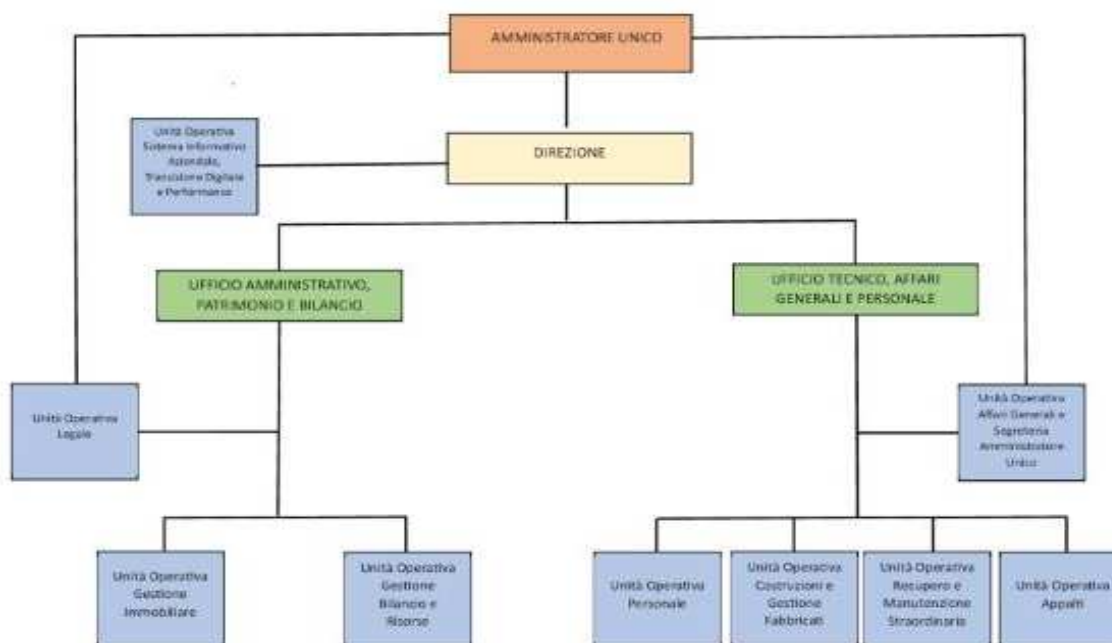 AMMINISTRATORE UNICO
Unità Operativa
Sistema Informativo
Aziendale,
Transizione Digitale
e Performance
DIREZIONE
UFFICIO AMMINISTRATIVO,
PATRIMONIO E BILANCIO
UFFICIO TECNICO, AFFARI
GENERALI E PERSONALE
Unità Operativa
Legale
Unità Operativa
Affari Generali e
Segreteria
Amministratore
Unico
Unità Operativa
Gestione
Immobiliare
Unità Operativa
Gestione
Bilancio e
Risorse
Unità Operativa
Personale
Unità Operativa
Costruzioni e
Gestione
Fabbricati
Unità Operativa
Recupero e
Manutenzione
Straordinaria
Unità Operativa
Appalti